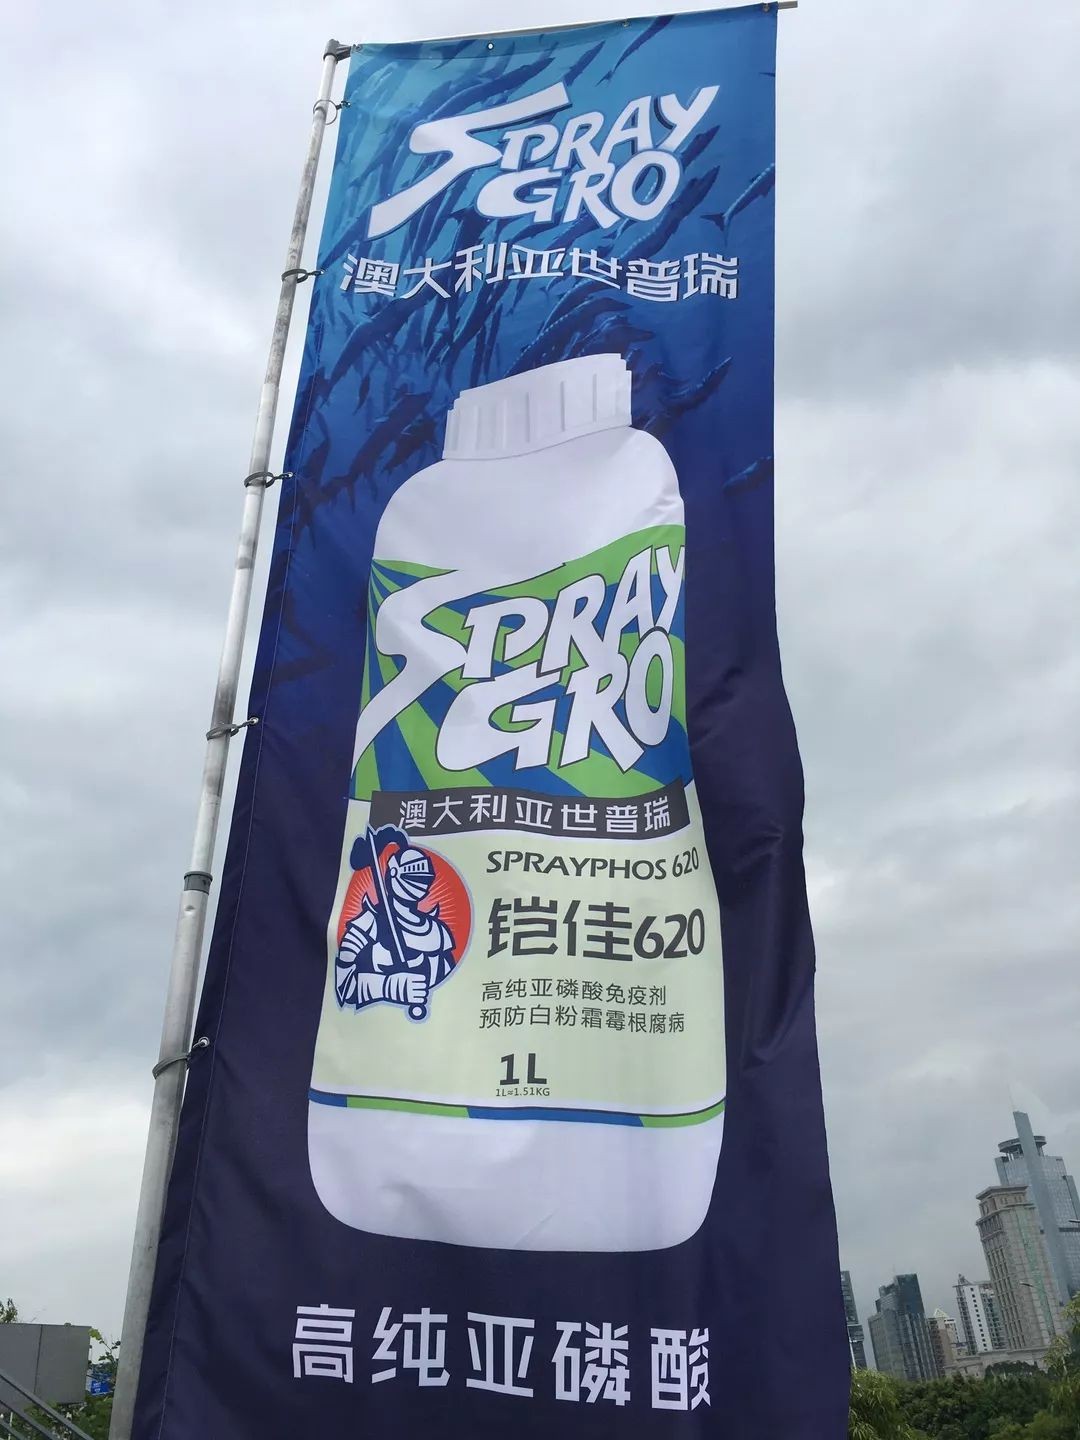 SPRAY
GRO
澳大利亚世普瑞
SPRAY
GRO
澳大利亚世普瑞
SPRAYPHOS 620
铠佳620
高纯亚磷酸免疫剂
预防白粉霜霉根腐病
1L
1L≈1.51KG
高纯亚磷酸